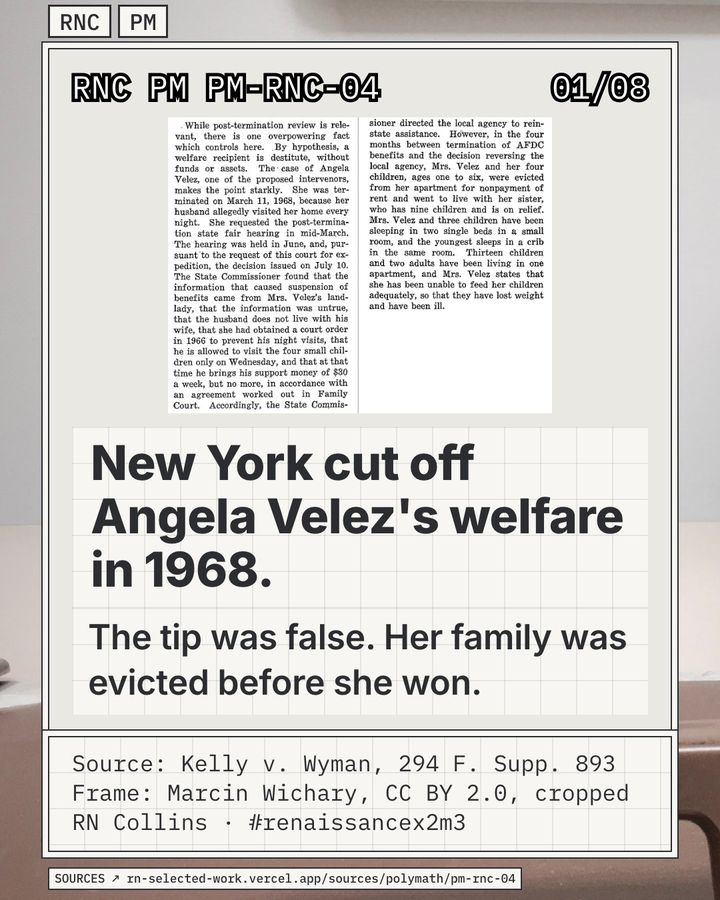 RNC PM
RNC PM PM-RNC-04 01/08
While post-termination review is rele-
vant, there is one overpowering fact
which controls here. By hypothesis, a
welfare recipient is destitute, without
funds or assets. The case of Angela
Velez, one of the proposed intervenors,
makes the point starkly. She was ter-
minated on March 11, 1968, because her
husband allegedly visited her home every
night. She requested the post-termina-
tion state fair hearing in mid-March.
The hearing was held in June, and, pur-
suant to the request of this court for ex-
pedition, the decision issued on July 10.
The State Commissioner found that the
information that caused suspension of
benefits came from Mrs. Velez's land-
lady, that the information was untrue,
that the husband does not live with his
wife, that she had obtained a court order
in 1966 to prevent his night visits, that
he is allowed to visit the four small chil-
dren only on Wednesday, and that at that
time he brings his support money of $30
a week, but no more, in accordance with
an agreement worked out in Family
Court. Accordingly, the State Commis-
sioner directed the local agency to rein-
state assistance. However, in the four
months between termination of AFDC
benefits and the decision reversing the
local agency, Mrs. Velez and her four
children, ages one to six, were evicted
from her apartment for nonpayment of
rent and went to live with her sister,
who has nine children and is on relief.
Mrs. Velez and three children have been
sleeping in two single beds in a small
room, and the youngest sleeps in a crib
in the same room. Thirteen children
and two adults have been living in one
apartment, and Mrs. Velez states that
she has been unable to feed her children
adequately, so that they have lost weight
and have been ill.
New York cut off
Angela Velez's welfare
in 1968.
The tip was false. Her family was
evicted before she won.
Source: Kelly v. Wyman, 294 F. Supp. 893
Frame: Marcin Wichary, CC BY 2.0, cropped
RN Collins · #renaissancex2m3
SOURCES ↗ rn-selected-work.vercel.app/sources/polymath/pm-rnc-04